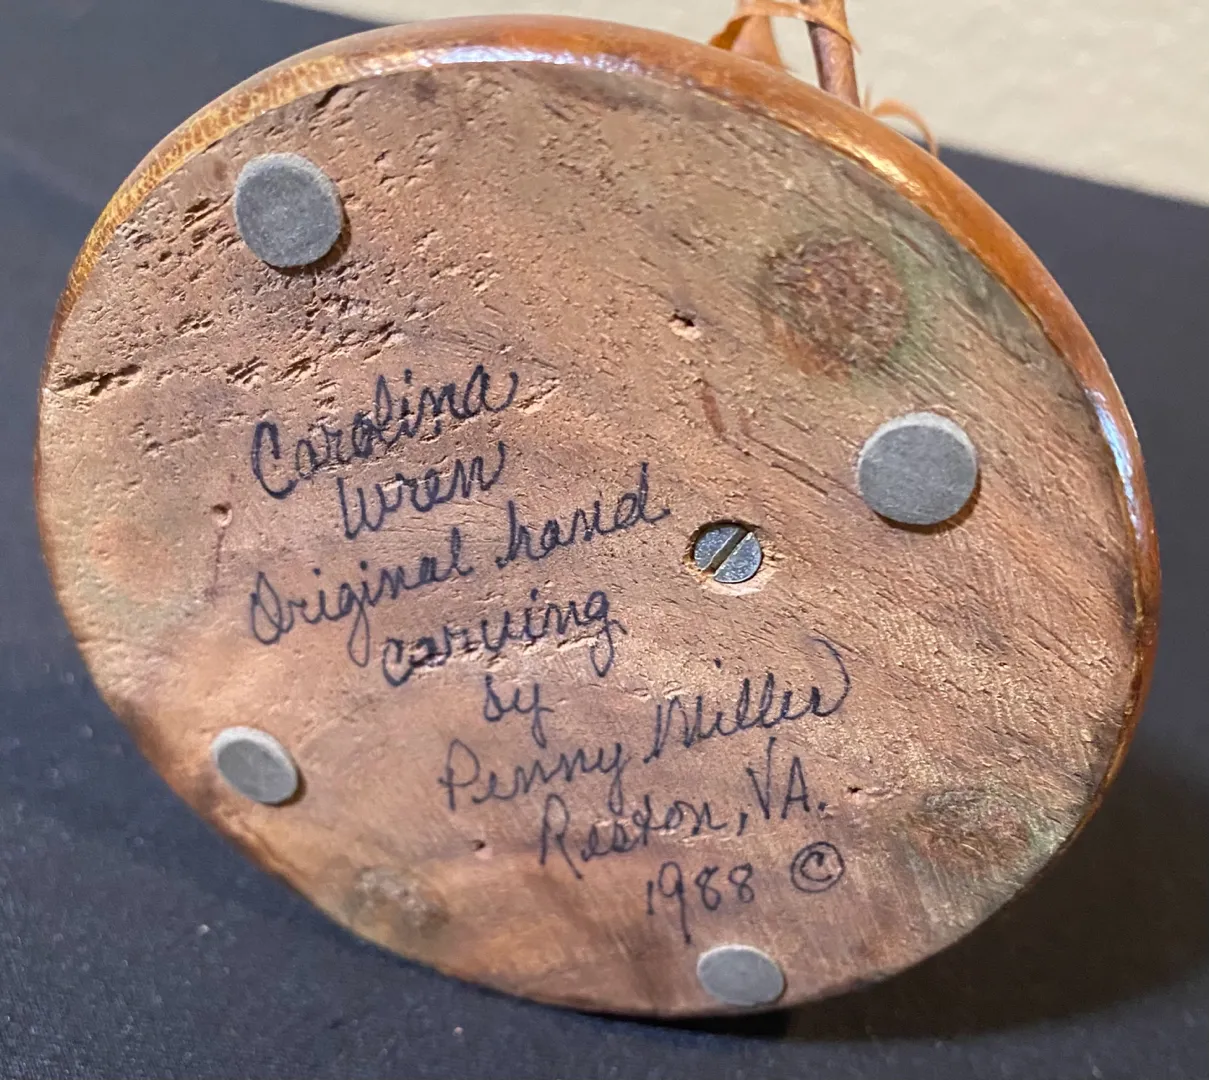 Carolina
Wren
Original hand
carving
by
Penny Miller
Reston, VA.
1988 ©